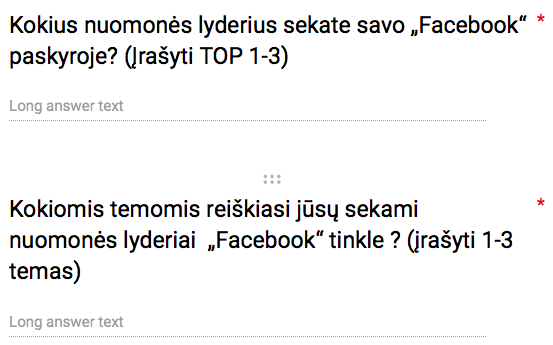 Kokius nuomonės lyderius sekate savo „Facebook“ *
paskyroje? (Įrašyti TOP 1-3)
Long answer text
Kokiomis temomis reiškiasi jūsų sekami *
nuomonės lyderiai „Facebook“ tinkle ? (įrašyti 1-3
temas)
Long answer text